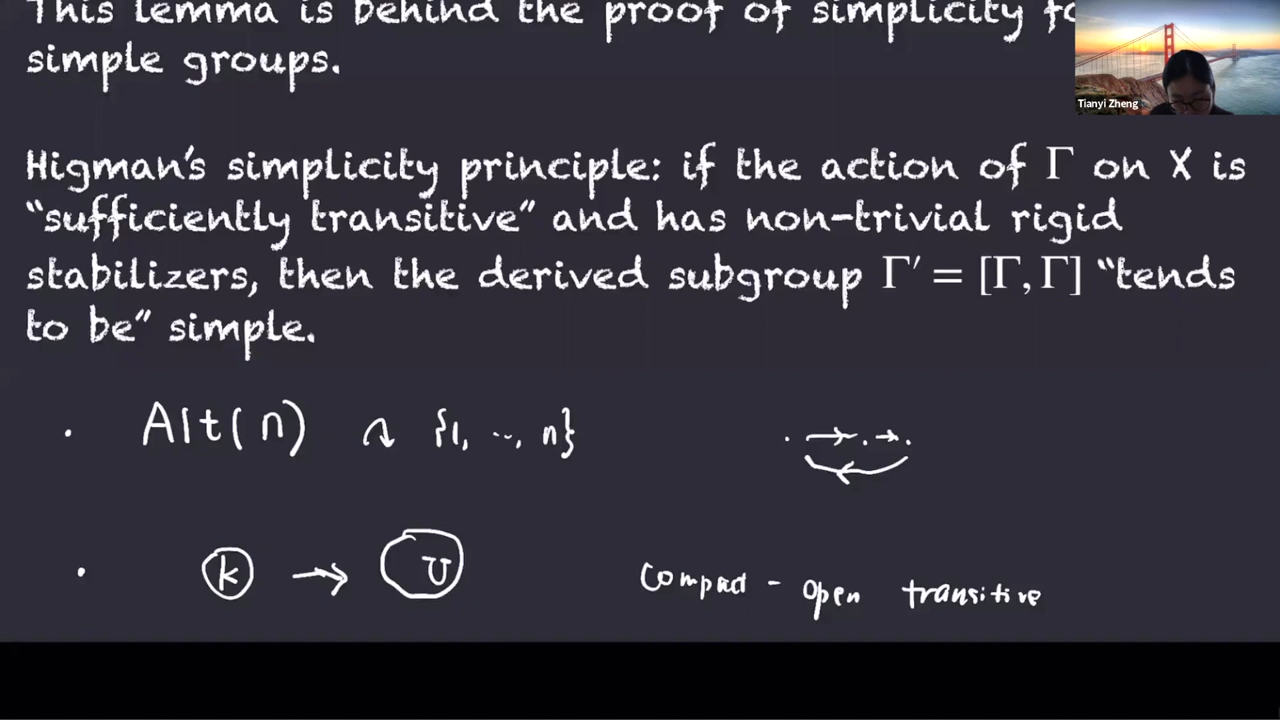 This lemma is behind the proof of simplicity
simple groups.
Tianyi Zheng
Higman's simplicity principle: if the action of Γ on X is
“sufficiently transitive” and has non-trivial rigid
stabilizers, then the derived subgroup Γ′ = [Γ, Γ] “tends
to be” simple.
· Alt(n) ↷ {1, ··, n}
· K → U compact - open transitive